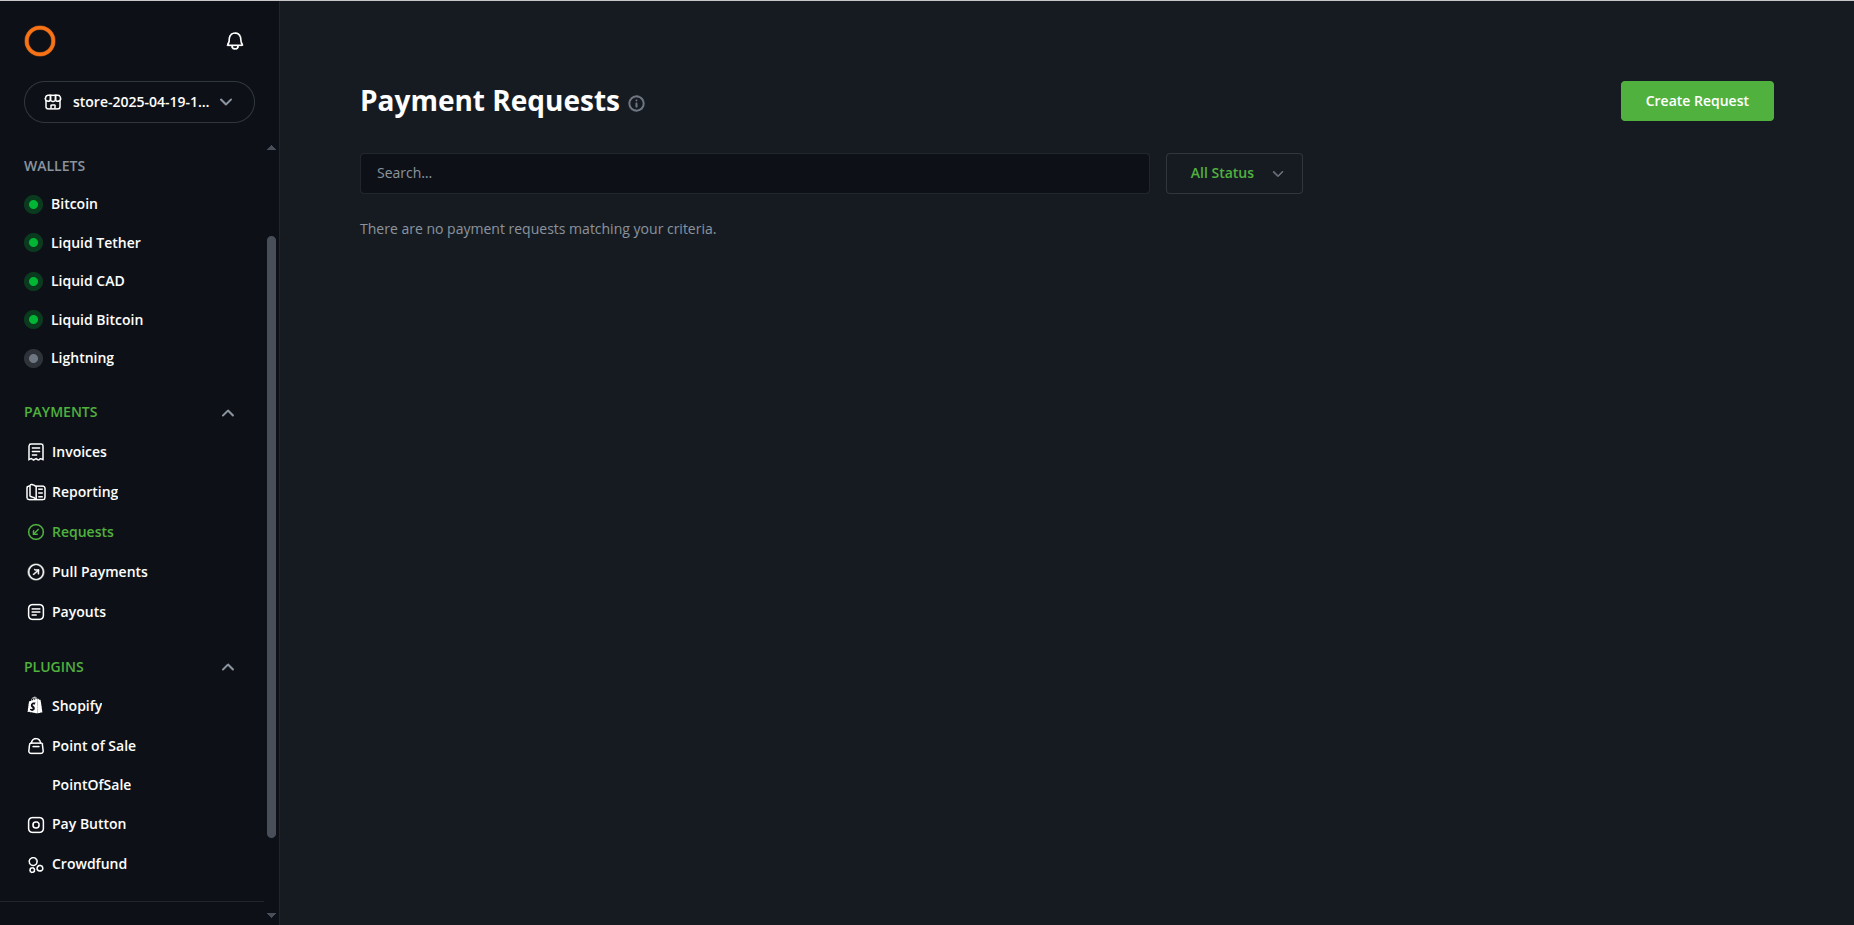 store-2025-04-19-1...
WALLETS
Bitcoin
Liquid Tether
Liquid CAD
Liquid Bitcoin
Lightning
PAYMENTS
Invoices
Reporting
Requests
Pull Payments
Payouts
PLUGINS
Shopify
Point of Sale
PointOfSale
Pay Button
Crowdfund
Payment Requests
Create Request
Search...
All Status
There are no payment requests matching your criteria.